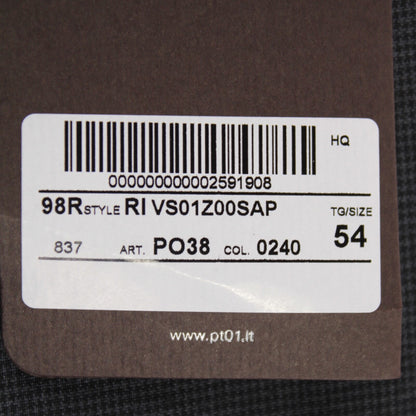 HQ
000000000002591908
98R STYLE RI VS01Z00SAP
TG/SIZE
54
837 ART. PO38 COL. 0240
www.pt01.it